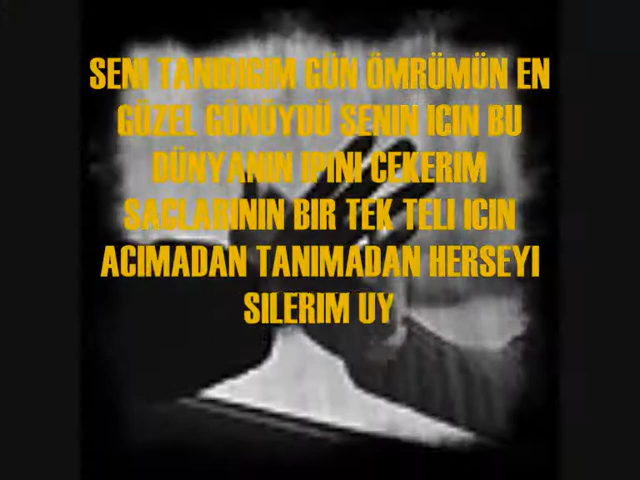 SENI TANIDIGIM GÜN ÖMRÜMÜN EN
GÜZEL GÜNÜYDÜ SENIN ICIN BU
DÜNYANIN IPINI CEKERIM
SACLARININ BIR TEK TELI ICIN
ACIMADAN TANIMADAN HERSEYI
SILERIM UY